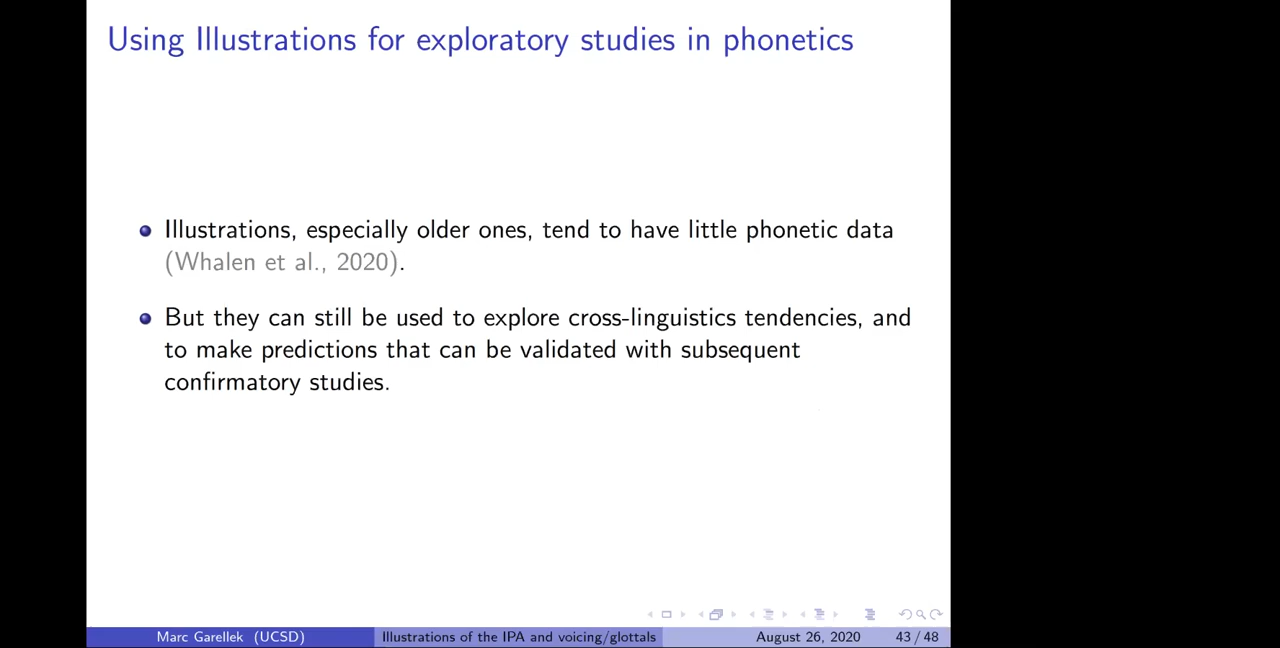 Using Illustrations for exploratory studies in phonetics
Illustrations, especially older ones, tend to have little phonetic data
(Whalen et al., 2020).
But they can still be used to explore cross-linguistics tendencies, and
to make predictions that can be validated with subsequent
confirmatory studies.
Marc Garellek (UCSD) Illustrations of the IPA and voicing/glottals August 26, 2020 43 / 48